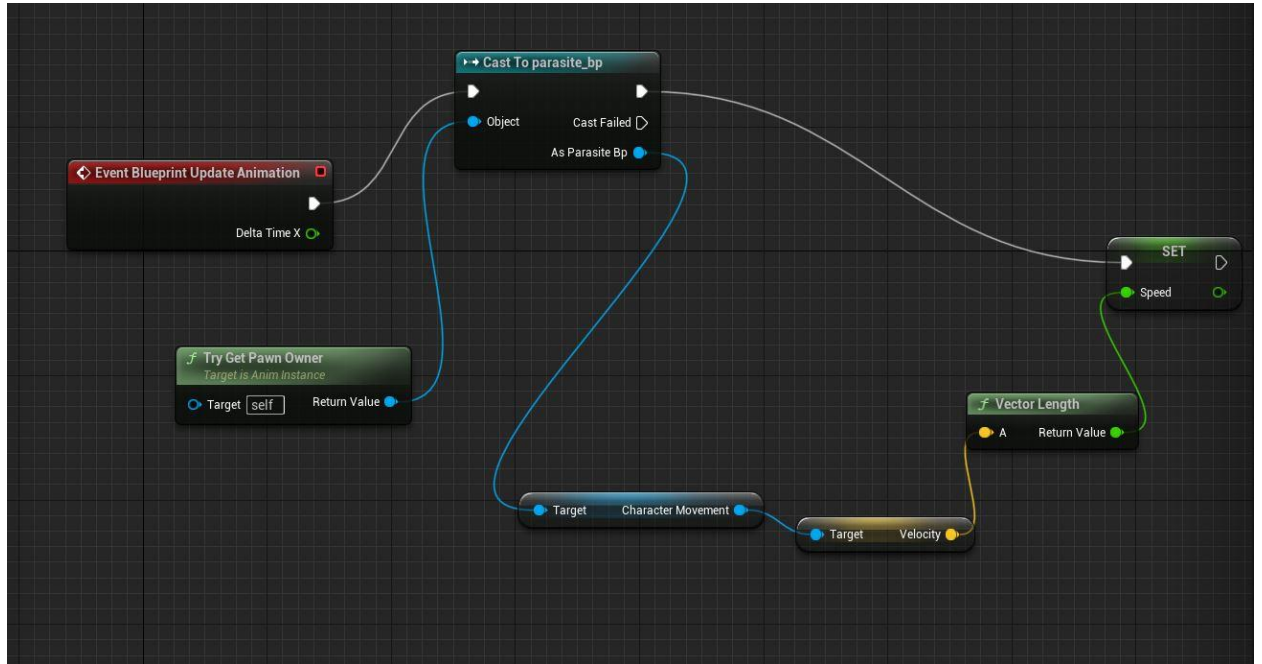 Cast To parasite_bp
Object Cast Failed
As Parasite Bp
Event Blueprint Update Animation
Delta Time X
SET
Speed
f Try Get Pawn Owner
Target is Anim Instance
Target self Return Value
f Vector Length
A Return Value
Target Character Movement
Target Velocity